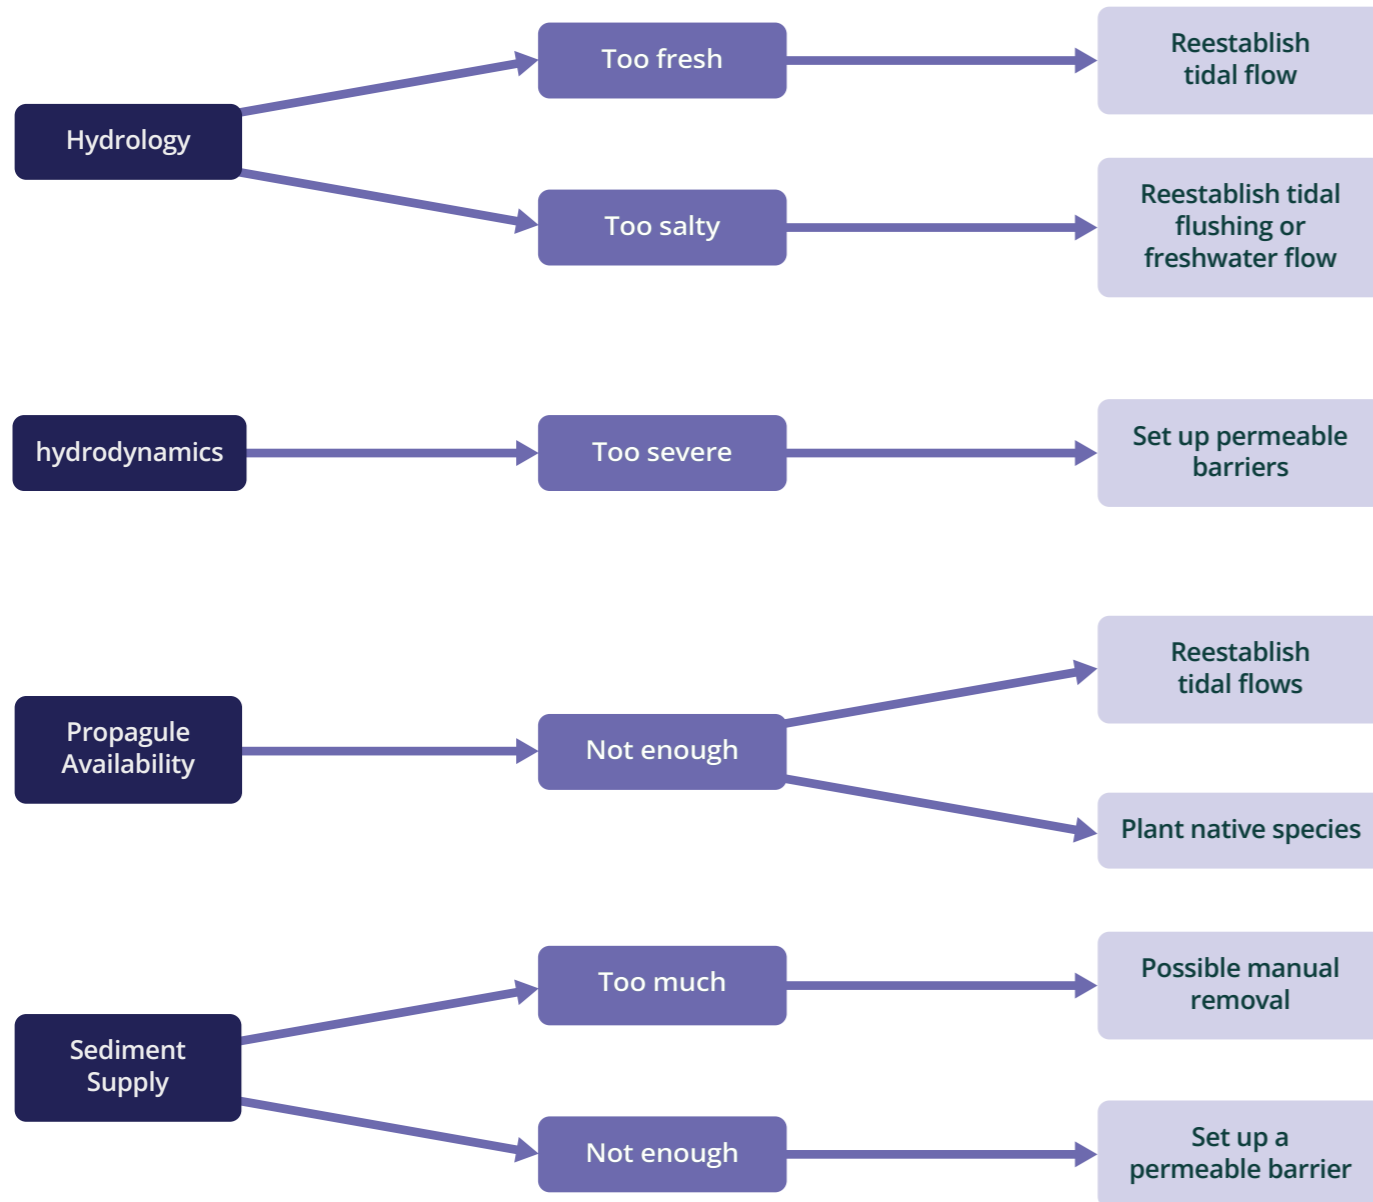 Hydrology
Too fresh
Reestablish
tidal flow
Too salty
Reestablish tidal
flushing or
freshwater flow
hydrodynamics
Too severe
Set up permeable
barriers
Propagule
Availability
Not enough
Reestablish
tidal flows
Plant native species
Sediment
Supply
Too much
Possible manual
removal
Not enough
Set up a
permeable barrier